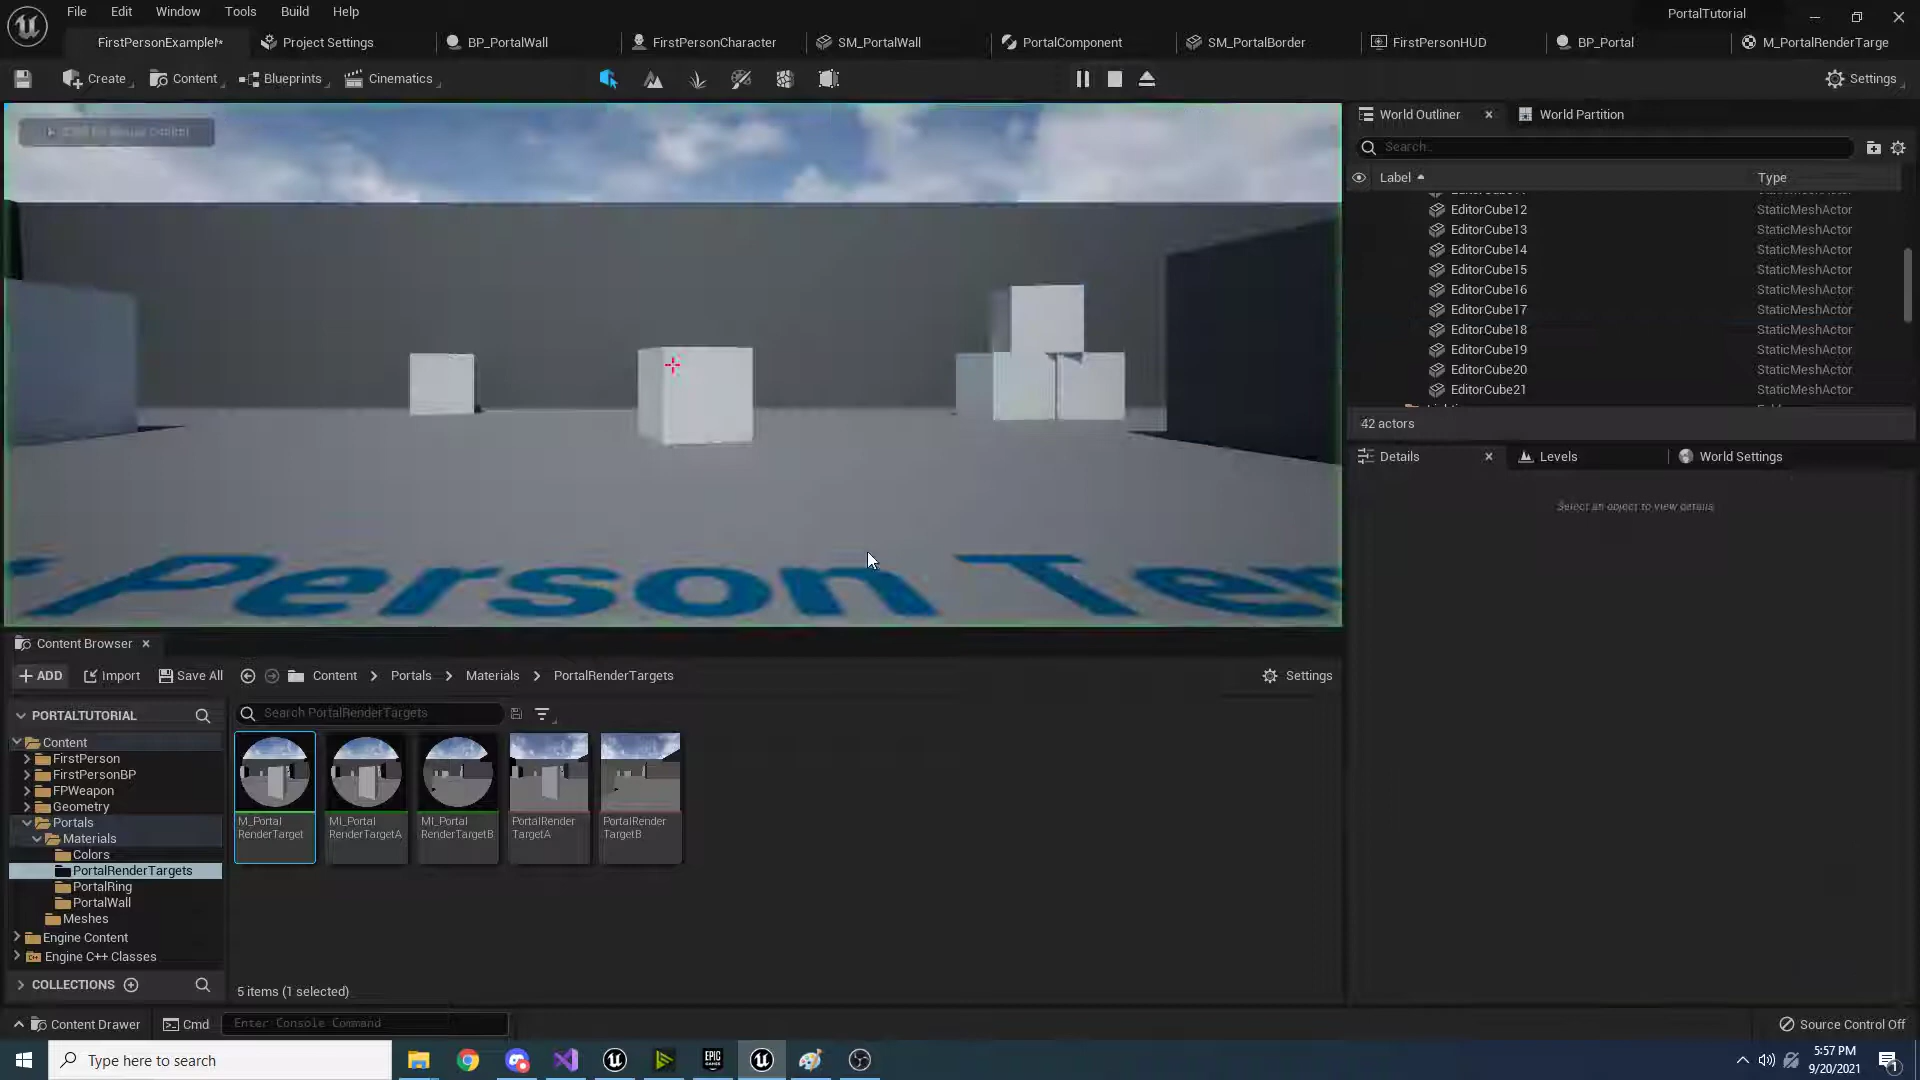 File Edit Window Tools Build Help
PortalTutorial
FirstPersonExample!*
Project Settings
BP_PortalWall
FirstPersonCharacter
SM_PortalWall
PortalComponent
SM_PortalBorder
FirstPersonHUD
BP_Portal
M_PortalRenderTarge
Create
Content
Blueprints
Cinematics
Settings
World Outliner
World Partition
Search...
Label
Type
EditorCube12 StaticMeshActor
EditorCube13 StaticMeshActor
EditorCube14 StaticMeshActor
EditorCube15 StaticMeshActor
EditorCube16 StaticMeshActor
EditorCube17 StaticMeshActor
EditorCube18 StaticMeshActor
EditorCube19 StaticMeshActor
EditorCube20 StaticMeshActor
EditorCube21 StaticMeshActor
42 actors
Details
Levels
World Settings
Select an object to view details.
Person Te
Content Browser
ADD
Import
Save All
Content
Portals
Materials
PortalRenderTargets
Settings
PORTALTUTORIAL
Search PortalRenderTargets
Content
FirstPerson
FirstPersonBP
FPWeapon
Geometry
Portals
Materials
Colors
PortalRenderTargets
PortalRing
PortalWall
Meshes
Engine Content
Engine C++ Classes
COLLECTIONS
M_Portal
RenderTarget
MI_Portal
RenderTargetA
MI_Portal
RenderTargetB
PortalRender
TargetA
PortalRender
TargetB
5 items (1 selected)
Content Drawer
Cmd
Enter Console Command
Source Control Off
Type here to search
EPIC
GAMES
5:57 PM
9/20/2021
1